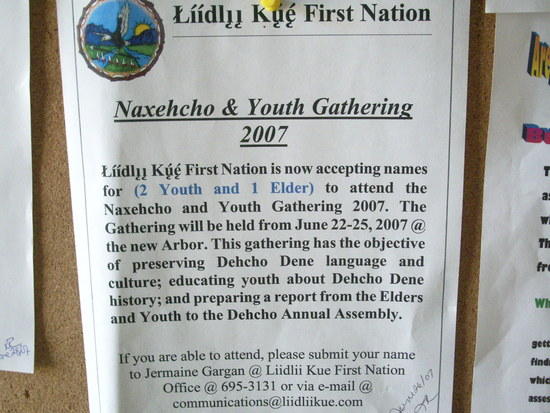 Łíídlı̨ı̨ Kų́ę́ First Nation
Naxehcho & Youth Gathering
2007
Łíídlı̨ı̨ Kų́ę́ First Nation is now accepting names
for (2 Youth and 1 Elder) to attend the
Naxehcho and Youth Gathering 2007. The
Gathering will be held from June 22-25, 2007 @
the new Arbor. This gathering has the objective
of preserving Dehcho Dene language and
culture; educating youth about Dehcho Dene
history; and preparing a report from the Elders
and Youth to the Dehcho Annual Assembly.
If you are able to attend, please submit your name
to Jermaine Gargan @ Liidlii Kue First Nation
Office @ 695-3131 or via e-mail @
communications@liidliikue.com